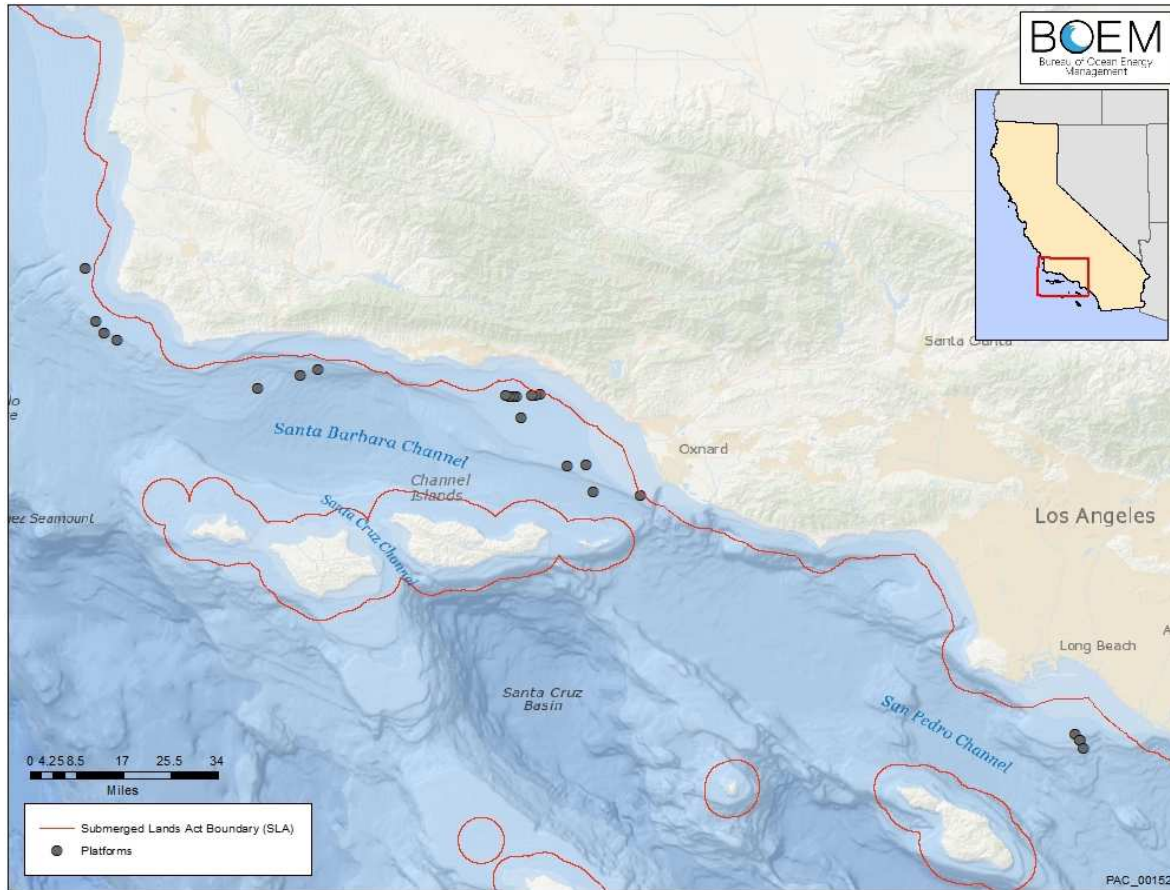 BOEM
Bureau of Ocean Energy
Management
Santa Barbara Channel
Channel
Islands
Santa Cruz Channel
Oxnard
Los Angeles
Long Beach
Santa Cruz
Basin
San Pedro Channel
Seamount
0 4.25 8.5 17 25.5 34
Miles
Submerged Lands Act Boundary (SLA)
Platforms
PAC_00152